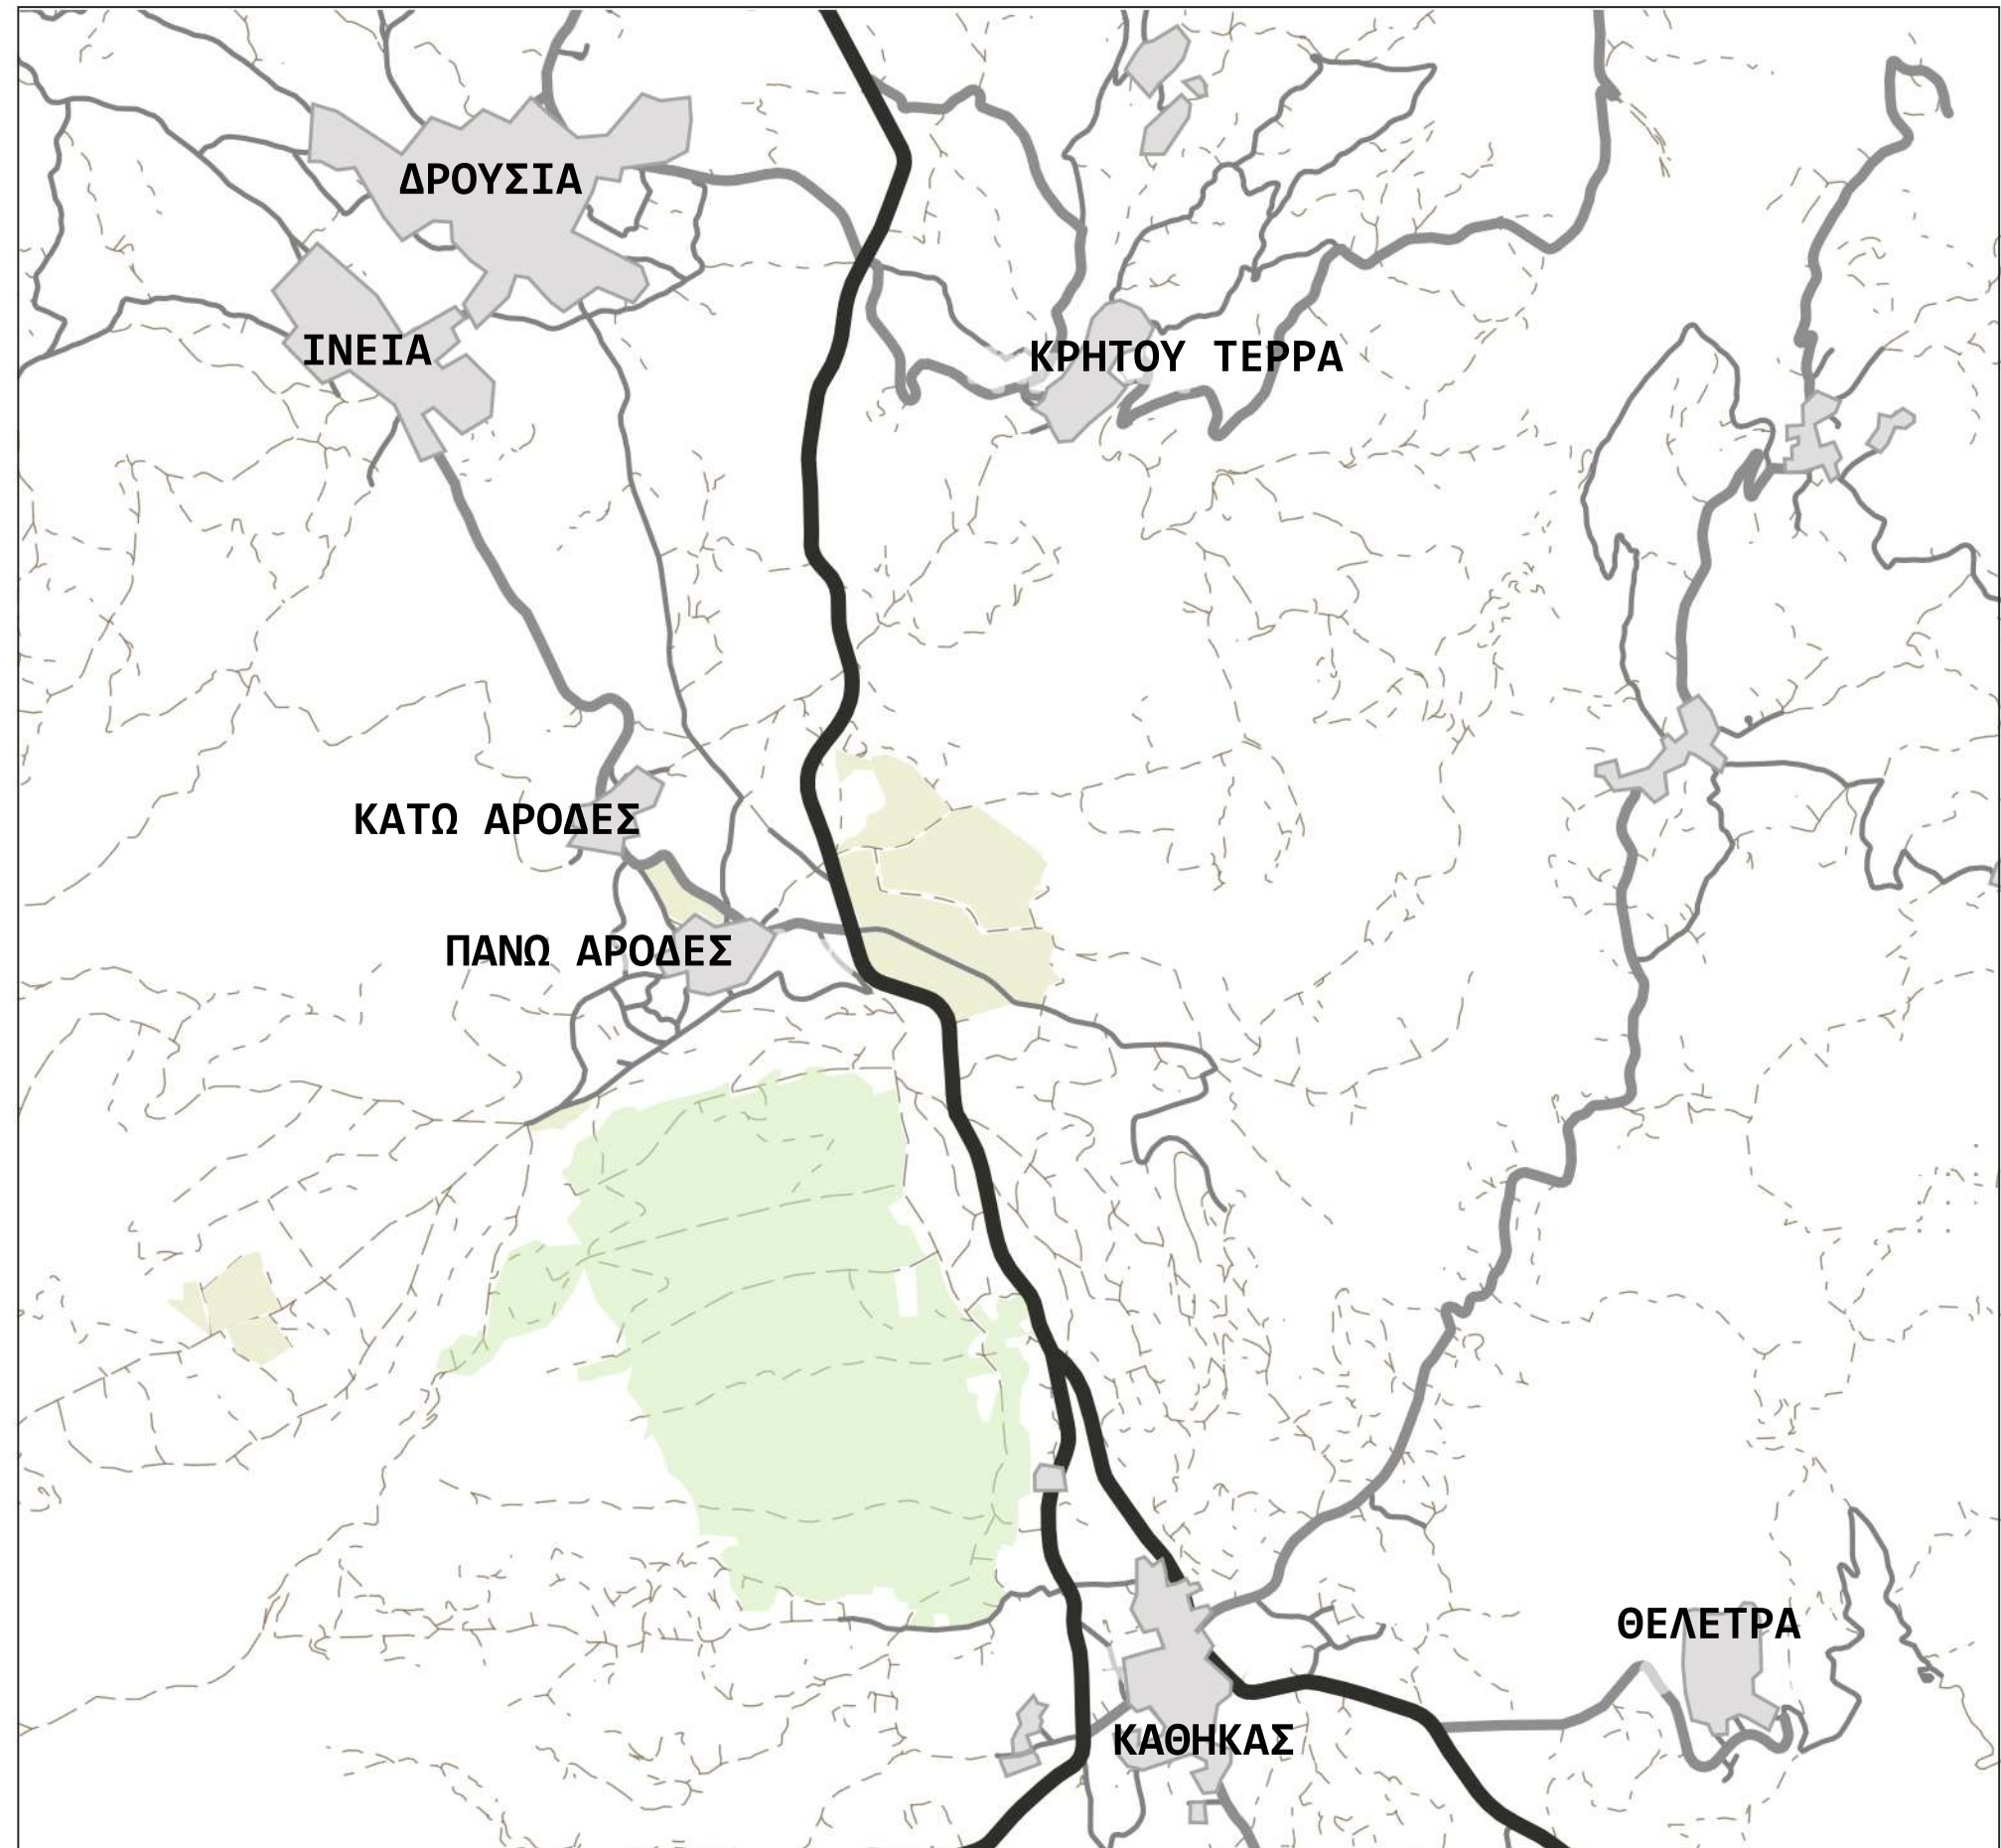 ΔΡΟΥΣΙΑ
ΙΝΕΙΑ
ΚΡΗΤΟΥ ΤΕΡΡΑ
ΚΑΤΩ ΑΡΟΔΕΣ
ΠΑΝΩ ΑΡΟΔΕΣ
ΘΕΛΕΤΡΑ
ΚΑΘΗΚΑΣ